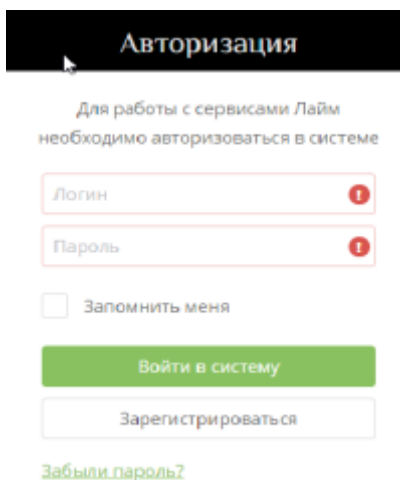 Авторизация
Для работы с сервисами Лайм
необходимо авторизоваться в системе
Логин
Пароль
Запомнить меня
Войти в систему
Зарегистрироваться
Забыли пароль?